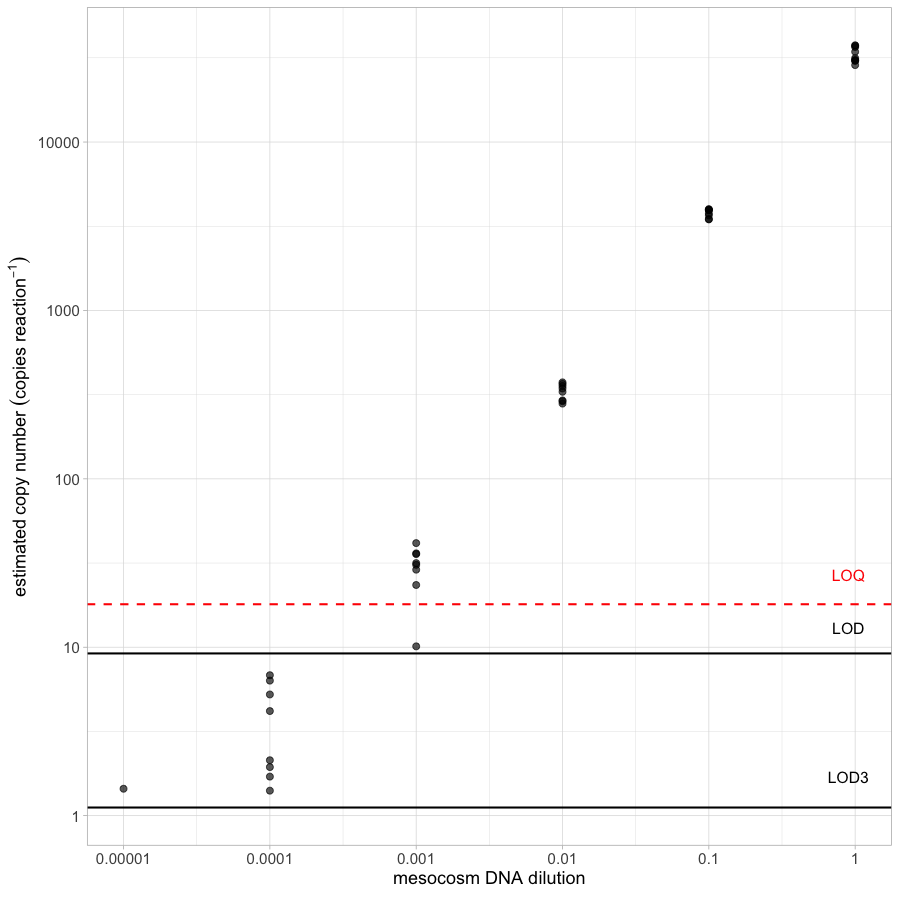 estimated copy number (copies reaction⁻¹)
10000
1000
100
10
1
LOQ
LOD
LOD3
0.00001 0.0001 0.001 0.01 0.1 1
mesocosm DNA dilution